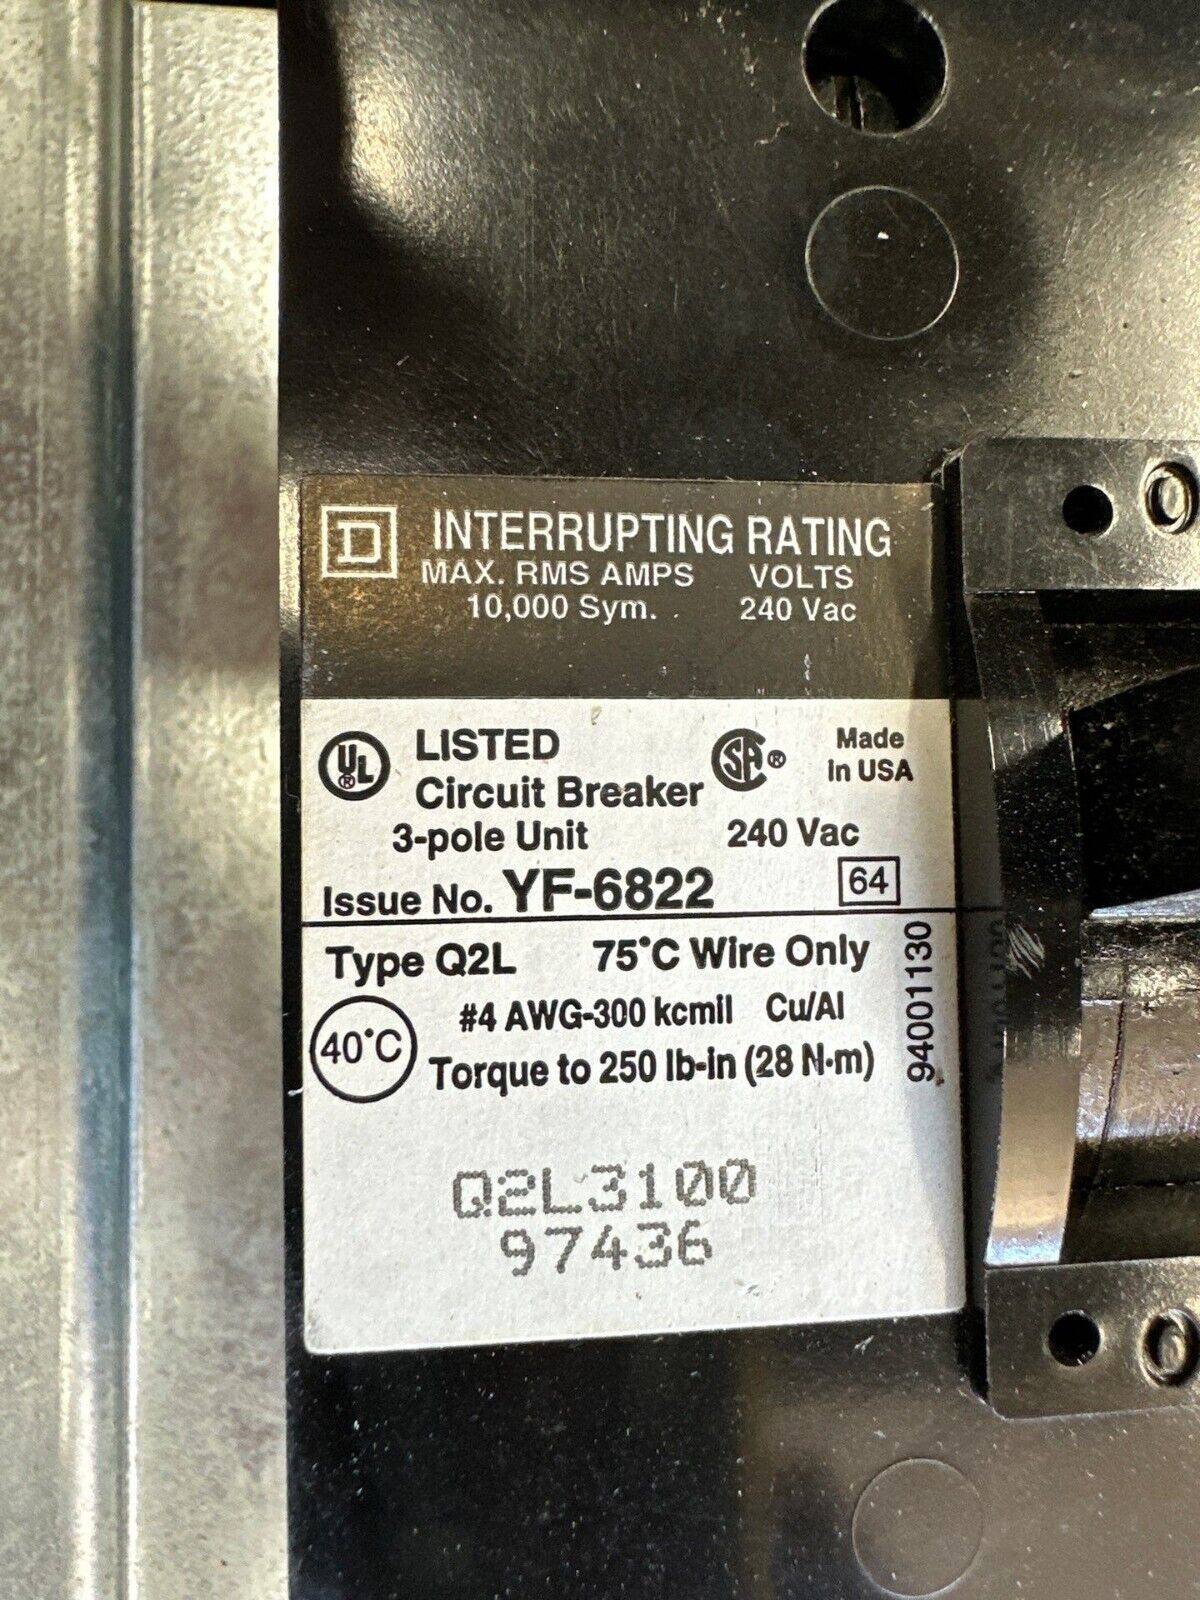 D INTERRUPTING RATING
MAX. RMS AMPS VOLTS
10,000 Sym. 240 Vac
UL® LISTED SA® Made
Circuit Breaker in USA
3-pole Unit 240 Vac
Issue No. YF-6822 64
Type Q2L 75°C Wire Only
#4 AWG-300 kcmil Cu/Al
40°C Torque to 250 lb-in (28 N·m)
94001130
Q2L3100
97436